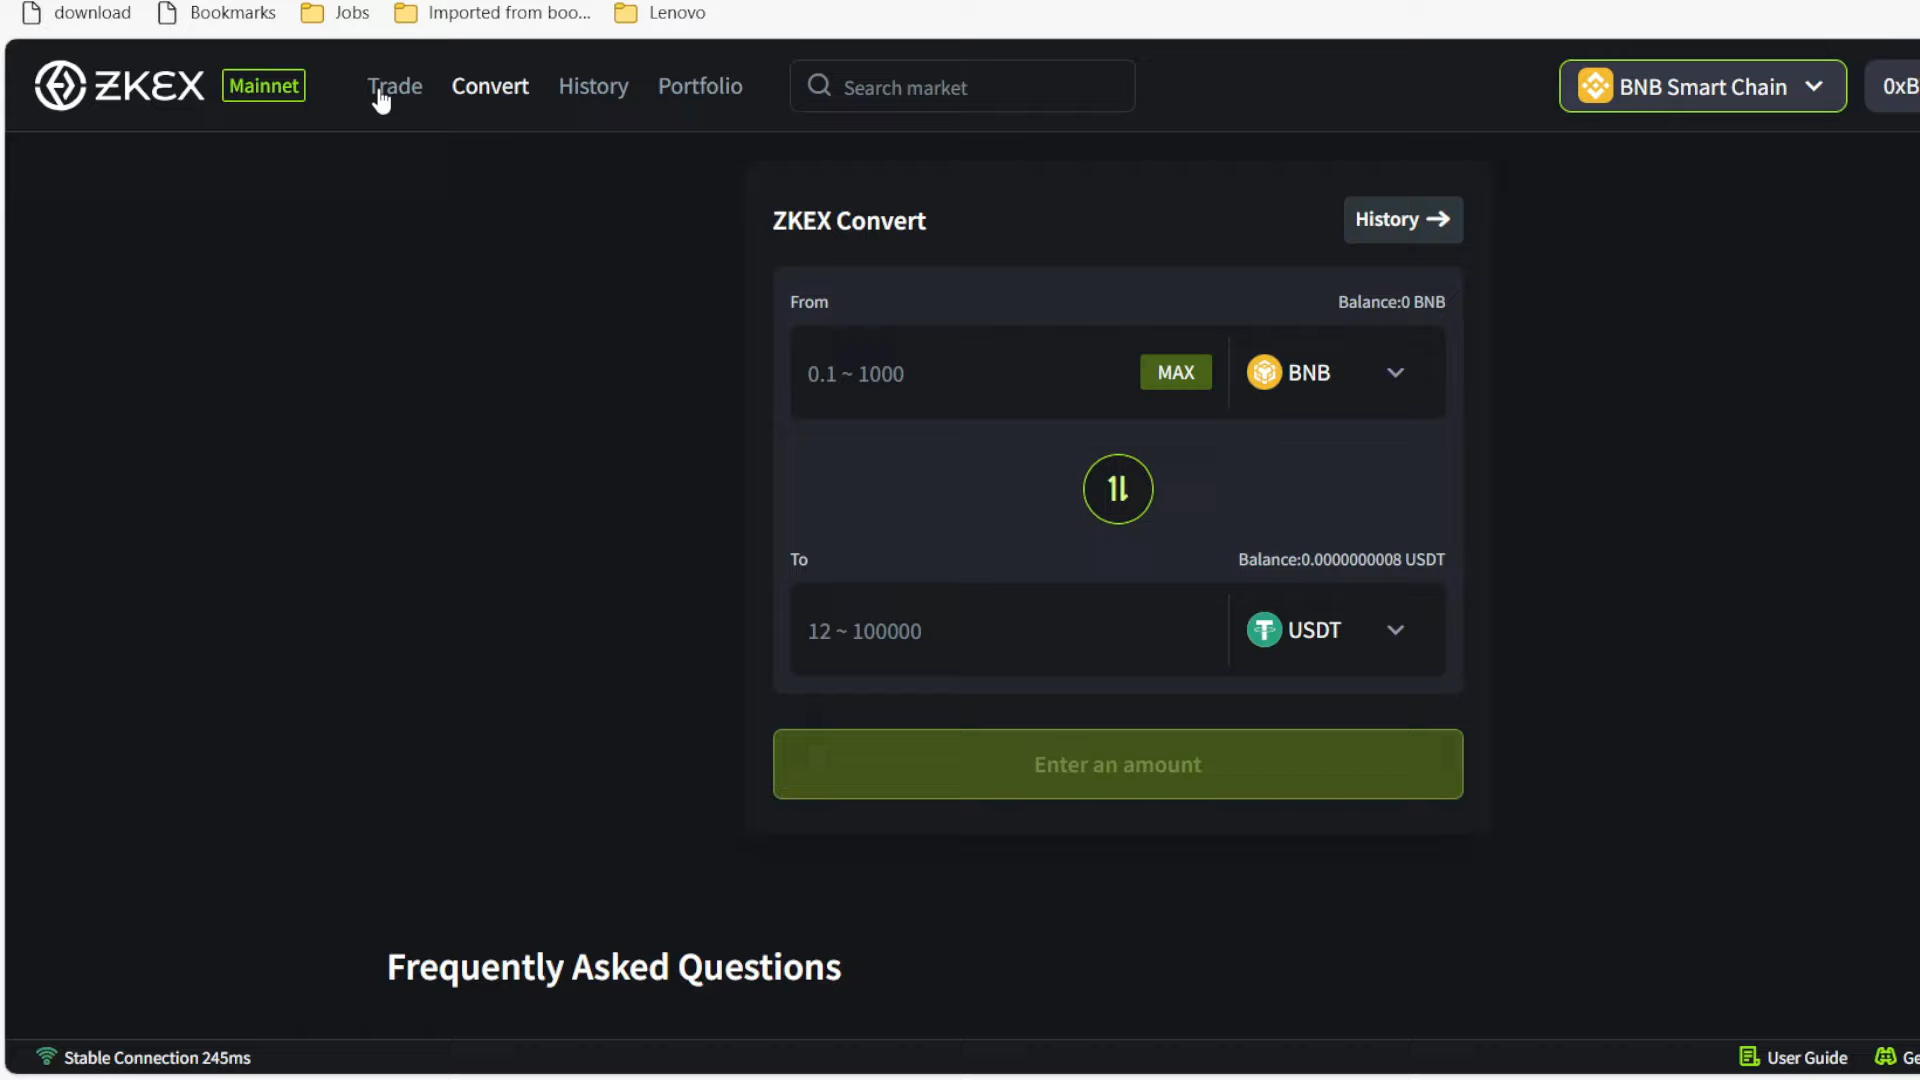 download Bookmarks Jobs Imported from boo... Lenovo
ZKEX Mainnet Trade Convert History Portfolio Search market BNB Smart Chain 0xB
ZKEX Convert History →
From Balance:0 BNB
0.1 ~ 1000 MAX BNB
To Balance:0.0000000008 USDT
12 ~ 100000 USDT
Enter an amount
Frequently Asked Questions
Stable Connection 245ms User Guide Ge